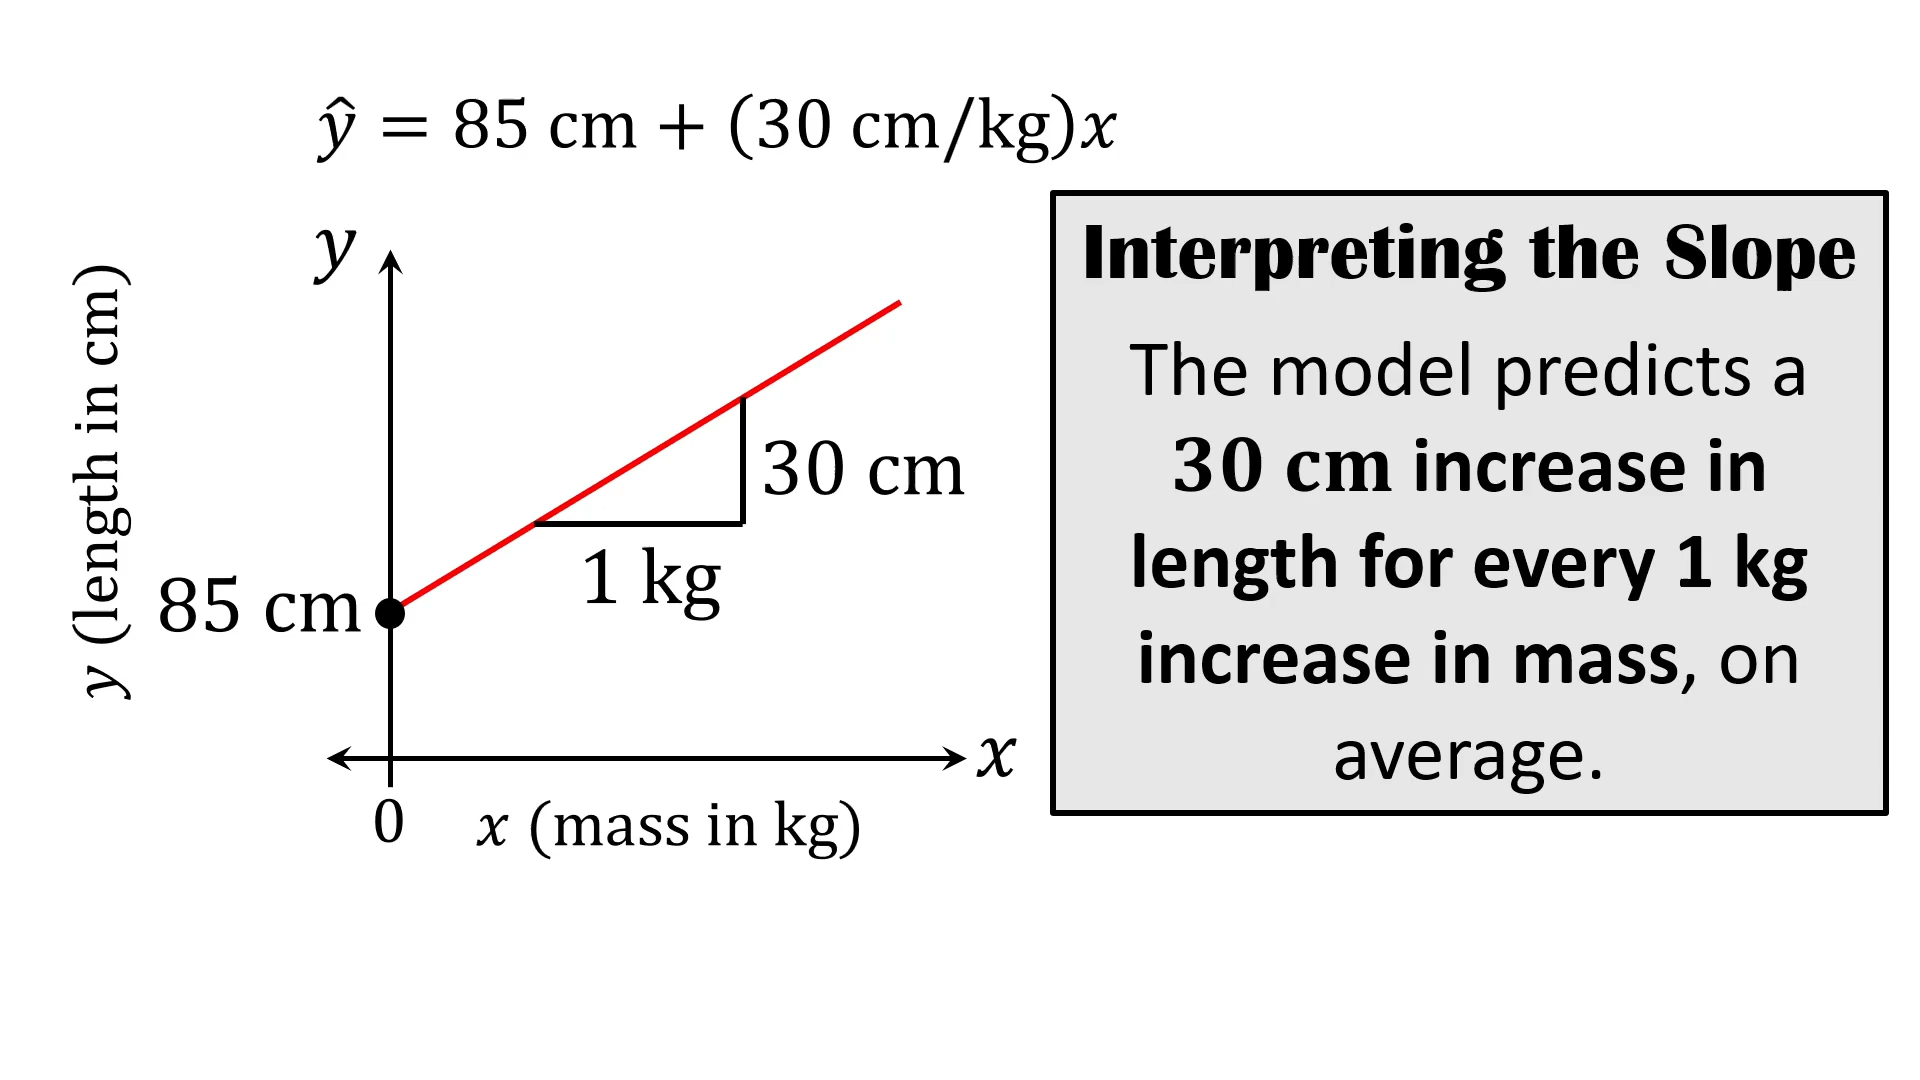 ŷ = 85 cm + (30 cm/kg)x
y
y (length in cm)
30 cm
1 kg
85 cm
x
0
x (mass in kg)
Interpreting the Slope
The model predicts a
30 cm increase in
length for every 1 kg
increase in mass, on
average.